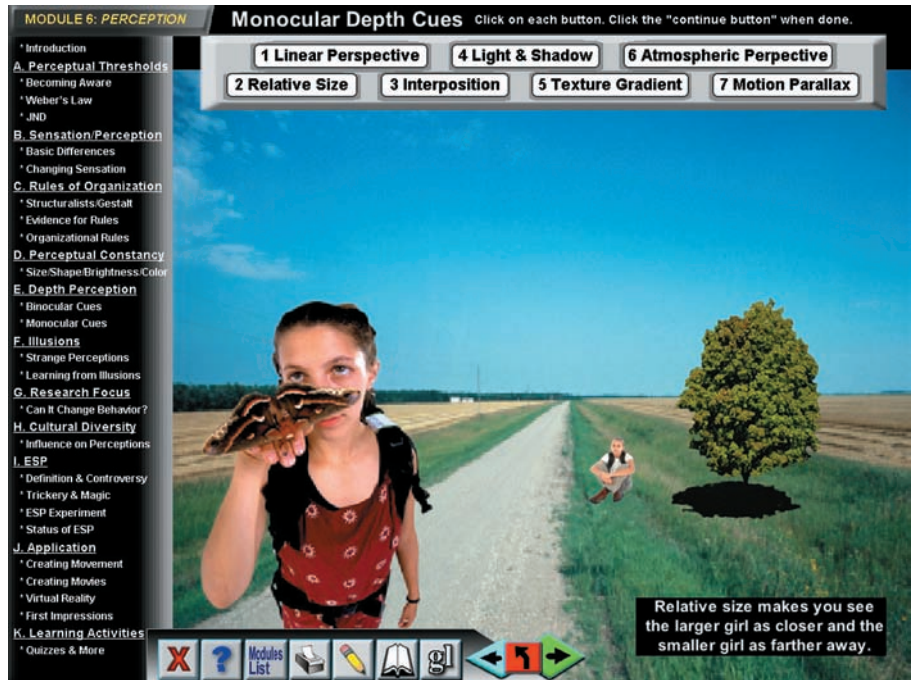 MODULE 6: PERCEPTION
Monocular Depth Cues Click on each button. Click the "continue button" when done.
1 Linear Perspective
4 Light & Shadow
6 Atmospheric Perpective
2 Relative Size
3 Interposition
5 Texture Gradient
7 Motion Parallax
* Introduction
A. Perceptual Thresholds
* Becoming Aware
* Weber's Law
* JND
B. Sensation/Perception
* Basic Differences
* Changing Sensation
C. Rules of Organization
* Structuralists/Gestalt
* Evidence for Rules
* Organizational Rules
D. Perceptual Constancy
* Size/Shape/Brightness/Color
E. Depth Perception
* Binocular Cues
* Monocular Cues
F. Illusions
* Strange Perceptions
* Learning from Illusions
G. Research Focus
* Can It Change Behavior?
H. Cultural Diversity
* Influence on Perceptions
I. ESP
* Definition & Controversy
* Trickery & Magic
* ESP Experiment
* Status of ESP
J. Application
* Creating Movement
* Creating Movies
* Virtual Reality
* First Impressions
K. Learning Activities
* Quizzes & More
Relative size makes you see
the larger girl as closer and the
smaller girl as farther away.
X
?
Modules
List
gl